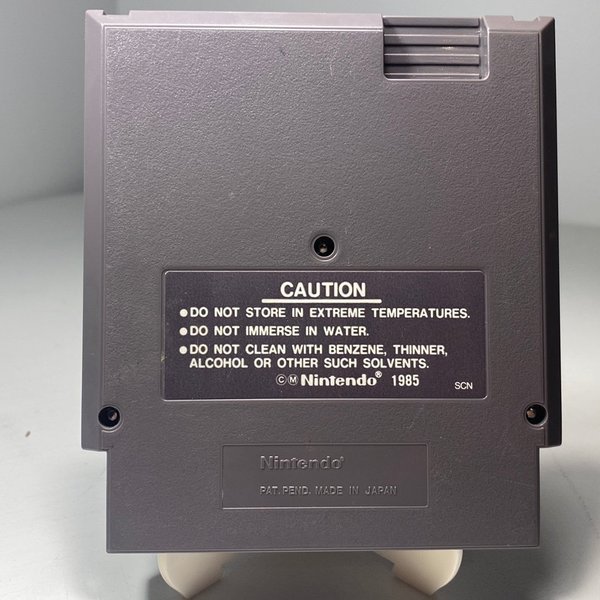 CAUTION
●DO NOT STORE IN EXTREME TEMPERATURES.
●DO NOT IMMERSE IN WATER.
●DO NOT CLEAN WITH BENZENE, THINNER,
ALCOHOL OR OTHER SUCH SOLVENTS.
©Ⓜ Nintendo® 1985 SCN
Nintendo®
PAT. PEND. MADE IN JAPAN